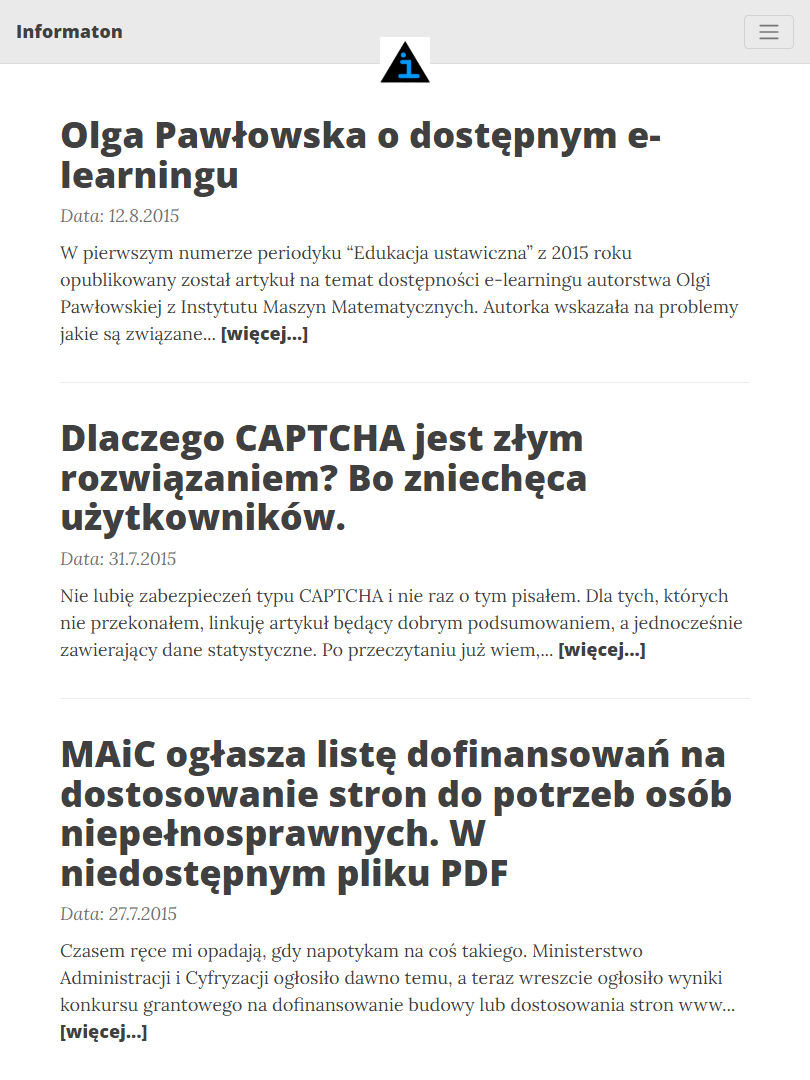 Informaton
i
Olga Pawłowska o dostępnym e-
learningu
Data: 12.8.2015
W pierwszym numerze periodyku “Edukacja ustawiczna” z 2015 roku
opublikowany został artykuł na temat dostępności e-learningu autorstwa Olgi
Pawłowskiej z Instytutu Maszyn Matematycznych. Autorka wskazała na problemy
jakie są związane... [więcej...]
Dlaczego CAPTCHA jest złym
rozwiązaniem? Bo zniechęca
użytkowników.
Data: 31.7.2015
Nie lubię zabezpieczeń typu CAPTCHA i nie raz o tym pisałem. Dla tych, których
nie przekonałem, linkuję artykuł będący dobrym podsumowaniem, a jednocześnie
zawierający dane statystyczne. Po przeczytaniu już wiem,... [więcej...]
MAiC ogłasza listę dofinansowań na
dostosowanie stron do potrzeb osób
niepełnosprawnych. W
niedostępnym pliku PDF
Data: 27.7.2015
Czasem ręce mi opadają, gdy napotykam na coś takiego. Ministerstwo
Administracji i Cyfryzacji ogłosiło dawno temu, a teraz wreszcie ogłosiło wyniki
konkursu grantowego na dofinansowanie budowy lub dostosowania stron www...
[więcej...]